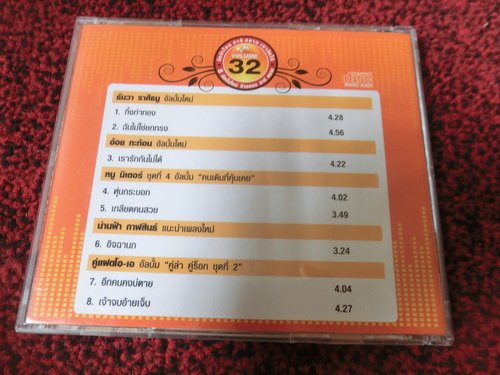 VOLUME
32
disc
ธันวา ราศีธนู อัลบั้มใหม่
1. กิ่งทำทอง 4.28
2. ฉันไม่ใช่ยกทรง 4.56
อ๋อย กะท้อน อัลบั้มใหม่
3. เรารักกันไม่ได้ 4.22
หนู มิเตอร์ ชุดที่ 4 อัลบั้ม "คนเดิมที่คุ้นเคย"
4. หุ่นกระบอก 4.02
5. เกลียดคนสวย 3.49
น่านฟ้า กาฬสินธุ์ แนะนำเพลงใหม่
6. อิจฉานก 3.24
คู่แฝดโอ-เอ อัลบั้ม "คู่ล่า คู่ร็อก ชุดที่ 2"
7. อีกคนคงบ่ตาย 4.04
8. เจ้าจบอ้ายเจ็บ 4.27